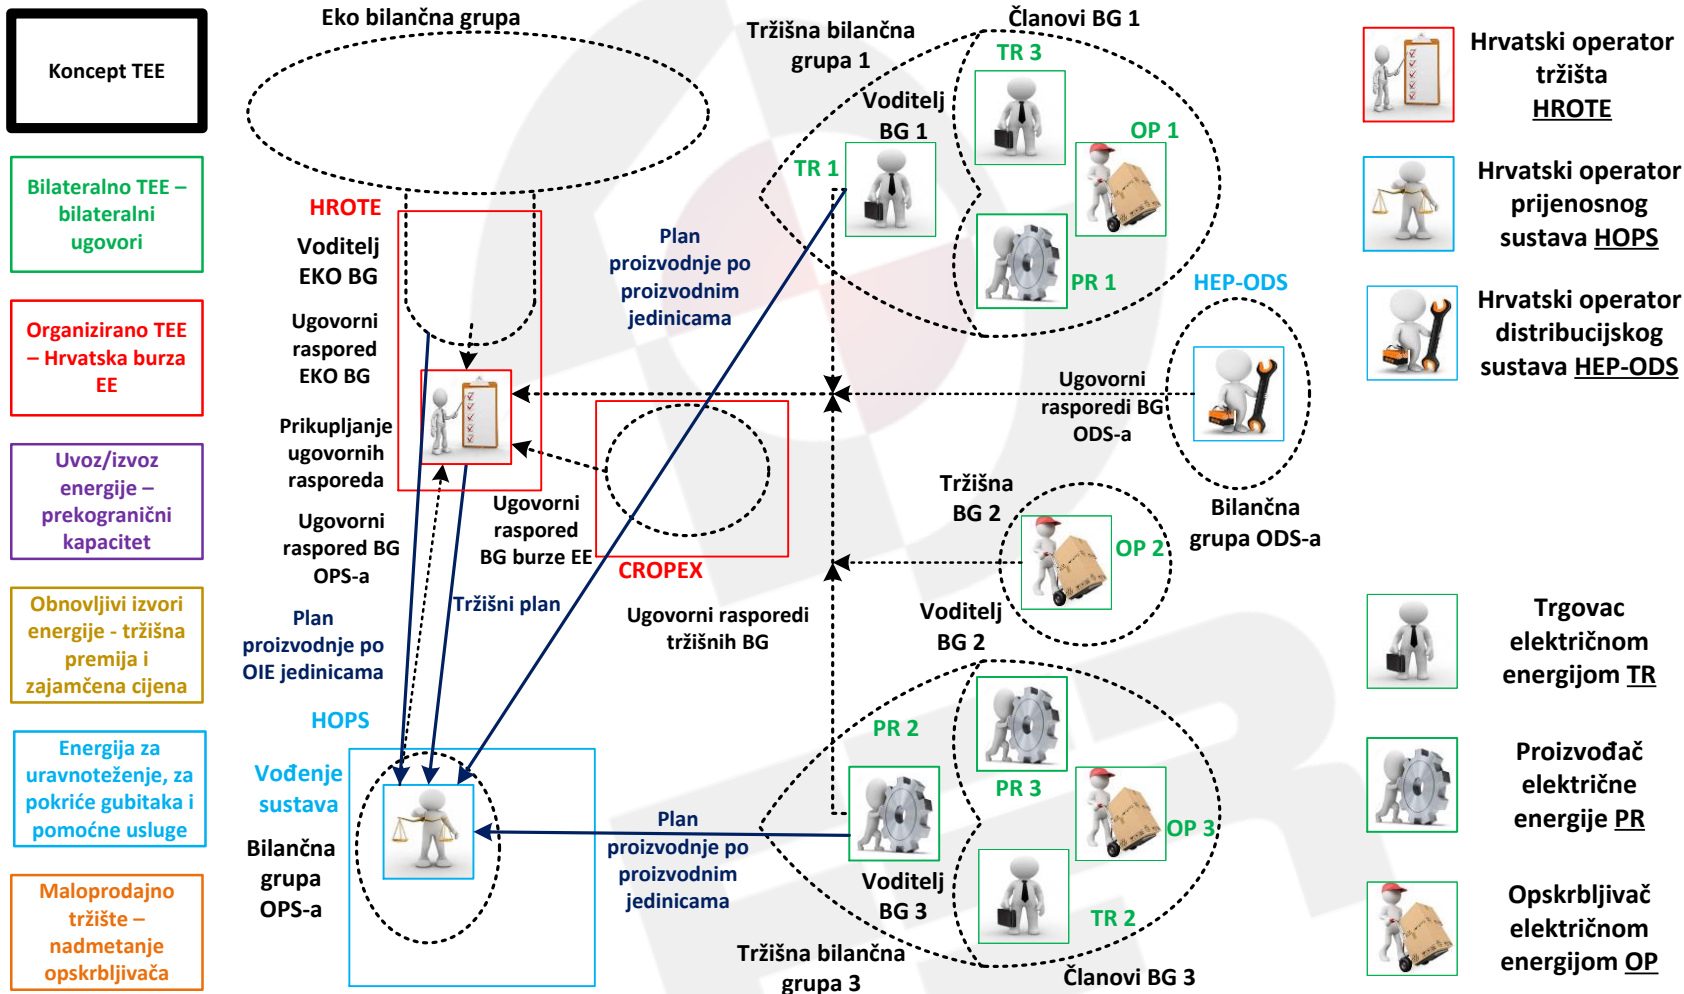 Koncept TEE
Bilateralno TEE –
bilateralni
ugovori
Organizirano TEE
– Hrvatska burza
EE
Uvoz/izvoz
energije –
prekogranični
kapacitet
Obnovljivi izvori
energije - tržišna
premija i
zajamčena cijena
Energija za
uravnoteženje, za
pokriće gubitaka i
pomoćne usluge
Maloprodajno
tržište –
nadmetanje
opskrbljivača
Eko bilančna grupa
HROTE
Voditelj
EKO BG
Ugovorni
raspored
EKO BG
Prikupljanje
ugovornih
rasporeda
Ugovorni
raspored BG
OPS-a
Plan
proizvodnje po
OIE jedinicama
Tržišni plan
Ugovorni
raspored
BG burze EE
CROPEX
HOPS
Vođenje
sustava
Bilančna
grupa
OPS-a
Plan
proizvodnje po
proizvodnim
jedinicama
Ugovorni rasporedi
tržišnih BG
Plan
proizvodnje po
proizvodnim
jedinicama
Tržišna bilančna
grupa 1
Članovi BG 1
Voditelj
BG 1
TR 1
TR 3
OP 1
PR 1
HEP-ODS
Ugovorni
rasporedi BG
ODS-a
Bilančna
grupa ODS-a
Tržišna
BG 2
OP 2
Voditelj
BG 2
PR 2
PR 3
OP 3
TR 2
Voditelj
BG 3
Tržišna bilančna
grupa 3
Članovi BG 3
Hrvatski operator
tržišta
HROTE
Hrvatski operator
prijenosnog
sustava HOPS
Hrvatski operator
distribucijskog
sustava HEP-ODS
Trgovac
električnom
energijom TR
Proizvođač
električne
energije PR
Opskrbljivač
električnom
energijom OP